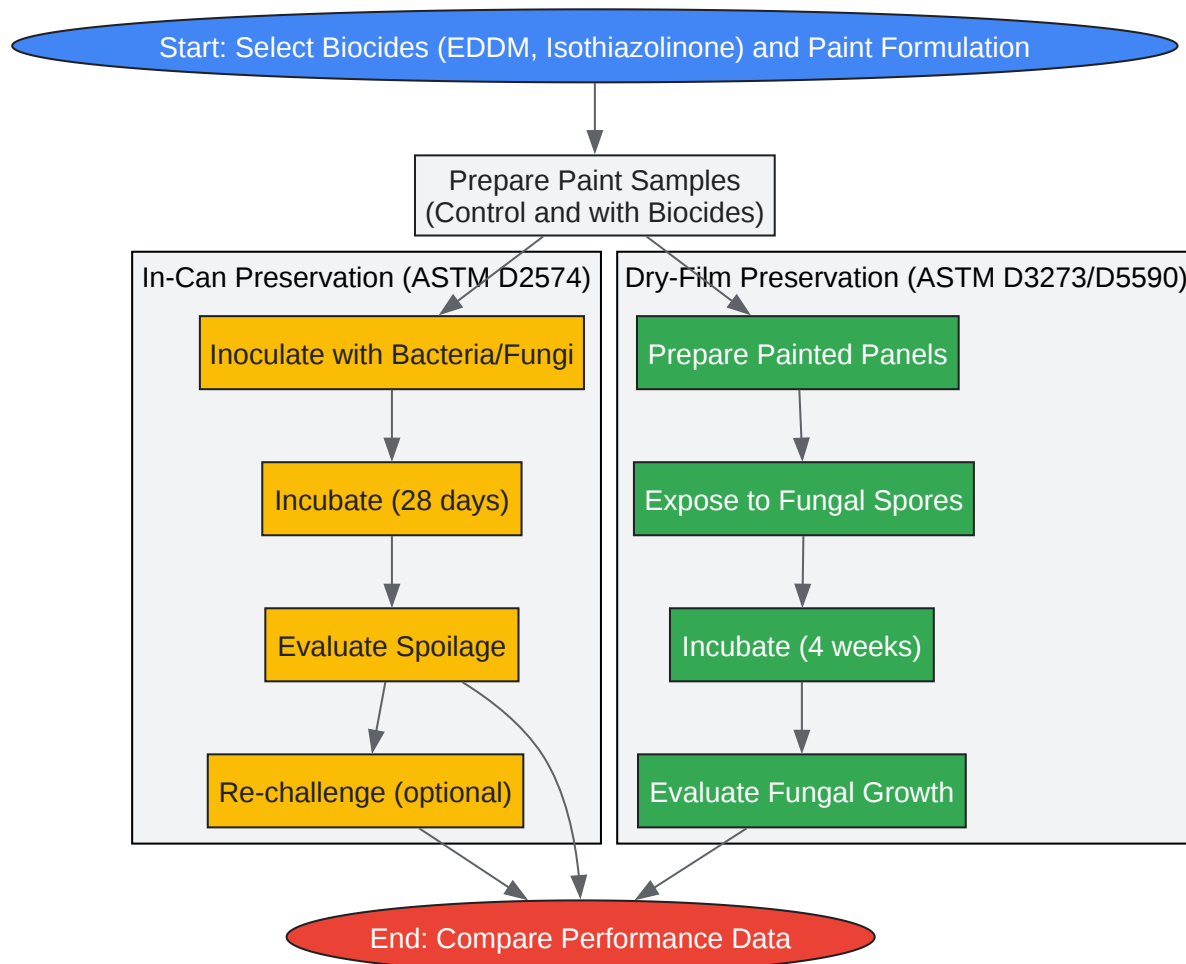 Start: Select Biocides (EDDM, Isothiazolinone) and Paint Formulation
Prepare Paint Samples
(Control and with Biocides)
In-Can Preservation (ASTM D2574)
Inoculate with Bacteria/Fungi
Incubate (28 days)
Evaluate Spoilage
Re-challenge (optional)
Dry-Film Preservation (ASTM D3273/D5590)
Prepare Painted Panels
Expose to Fungal Spores
Incubate (4 weeks)
Evaluate Fungal Growth
End: Compare Performance Data